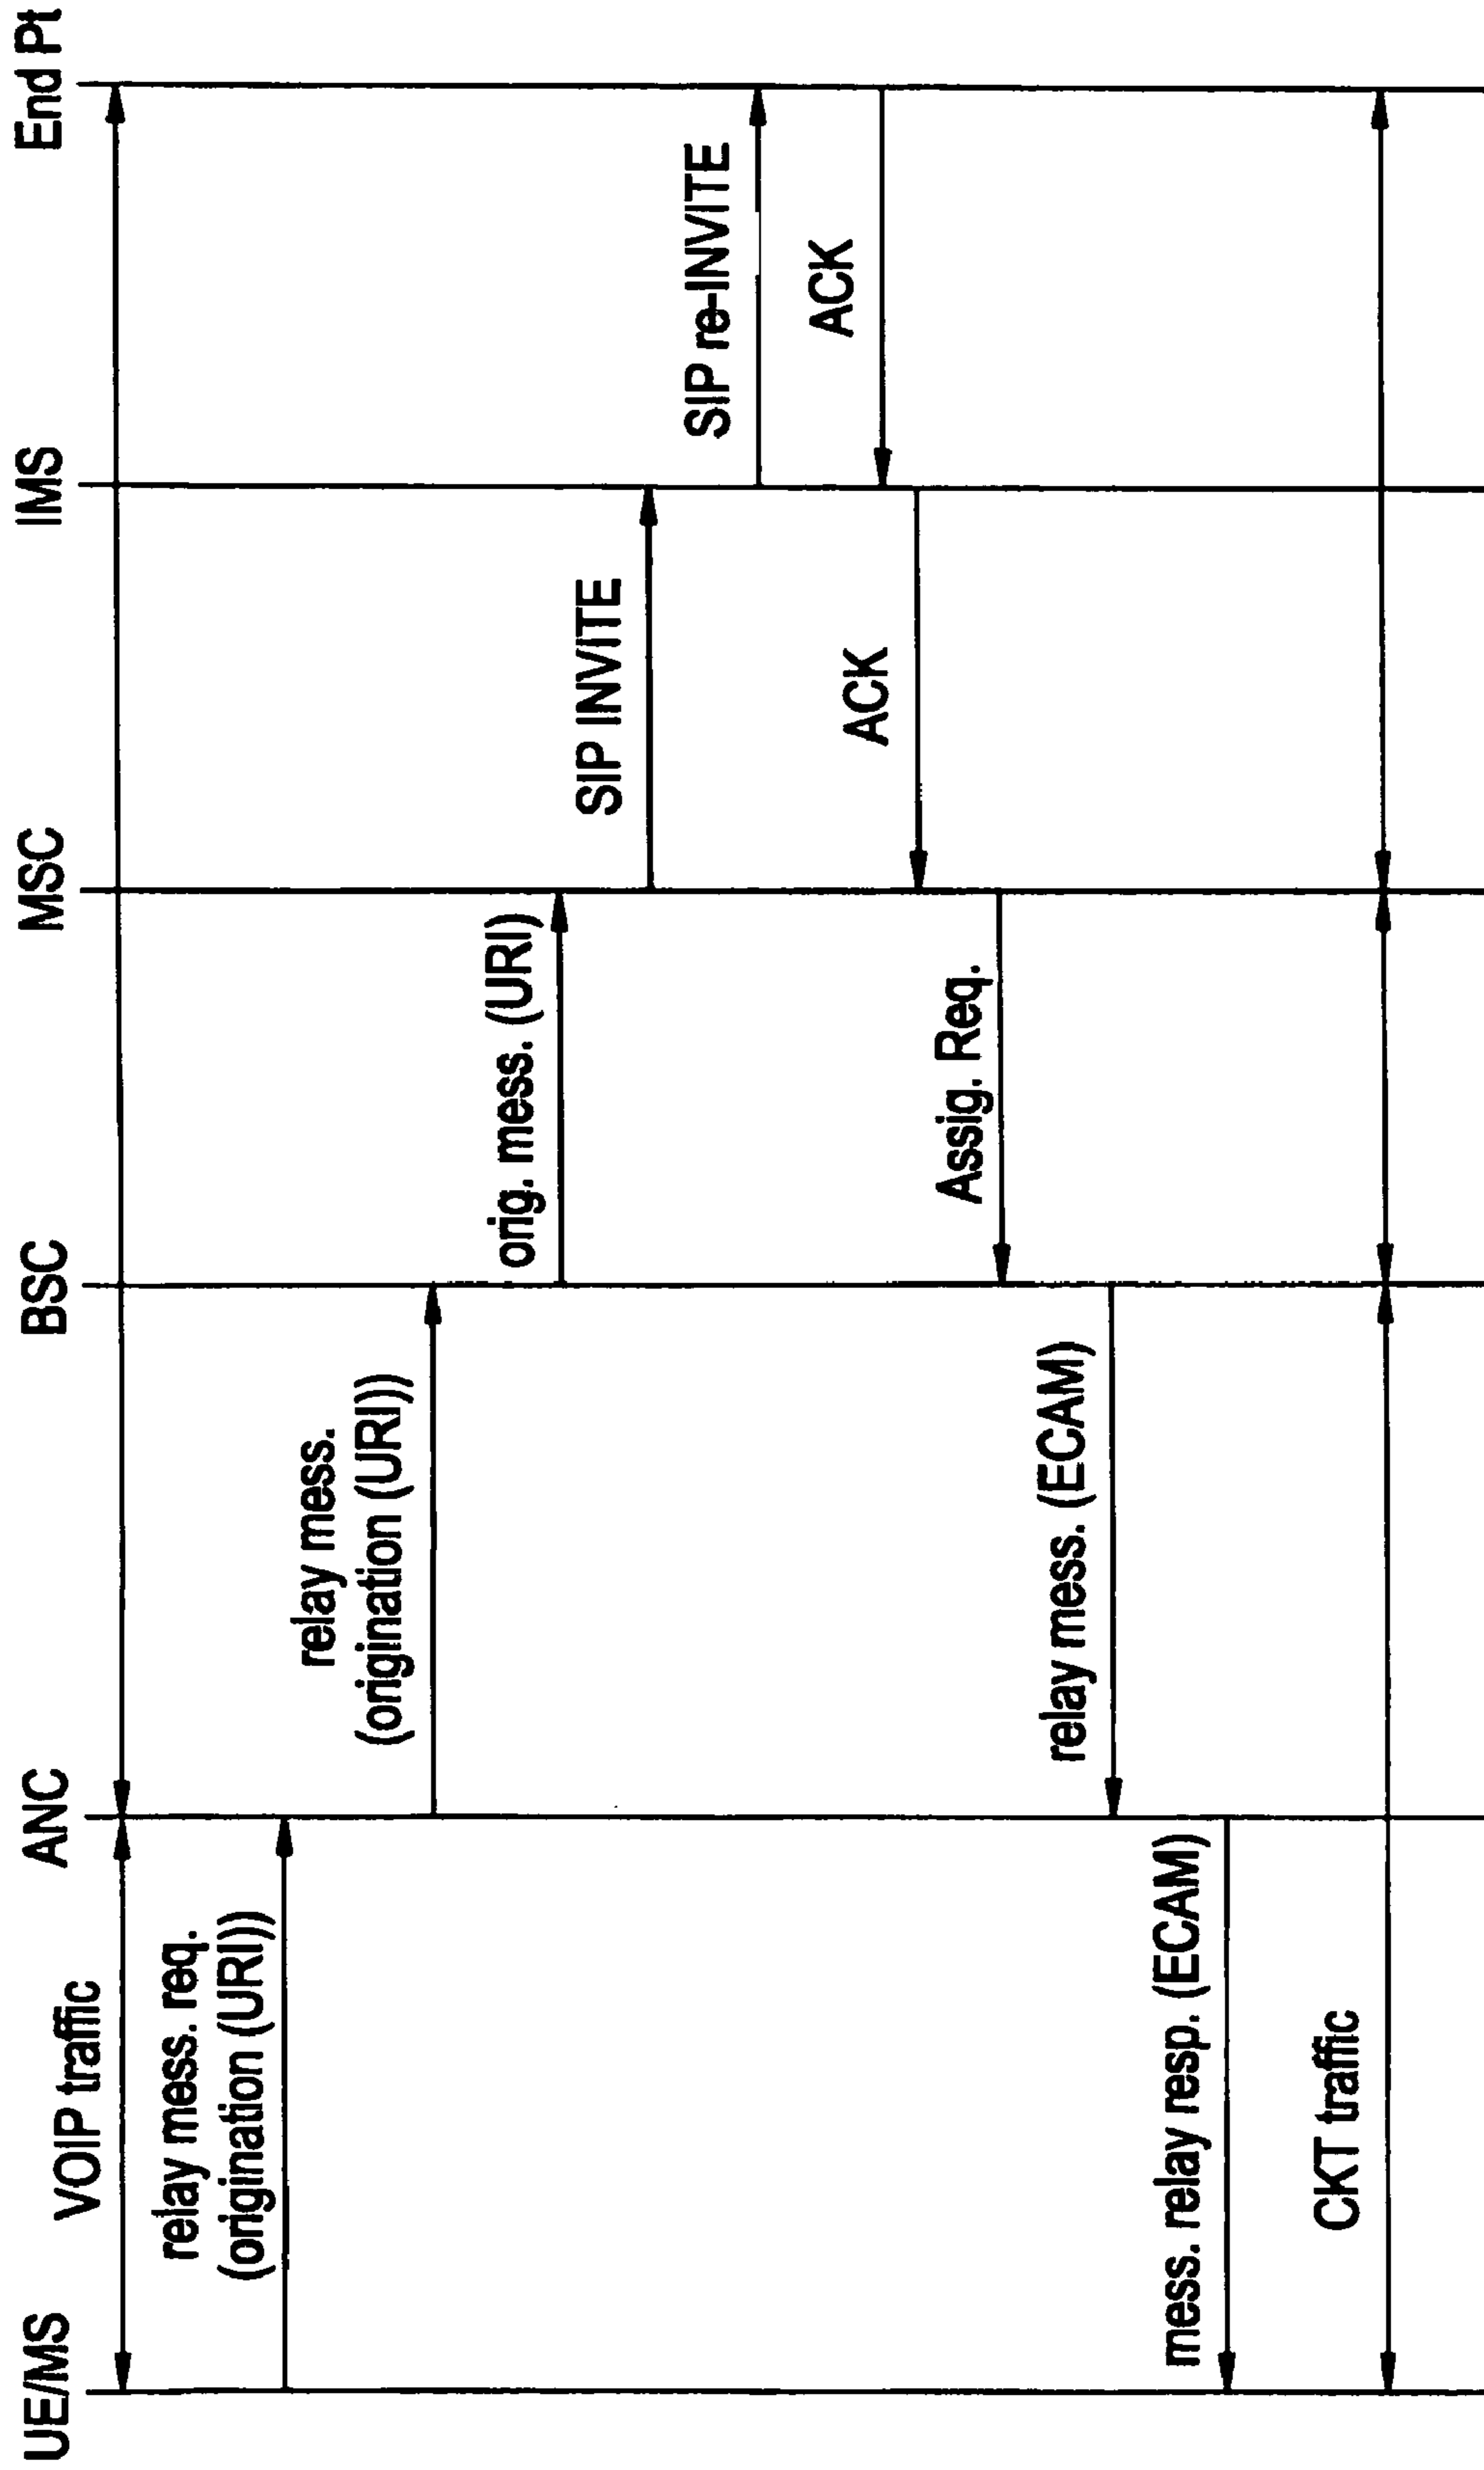 UE/MS
ANC
BSC
MSC
IMS
End Pt
VOIP traffic
relay mess. req.
(origination (URI))
relay mess.
(origination (URI))
orig. mess. (URI)
SIP INVITE
SIP re-INVITE
ACK
ACK
Assig. Req.
relay mess. (ECAM)
mess. relay resp. (ECAM)
CKT traffic